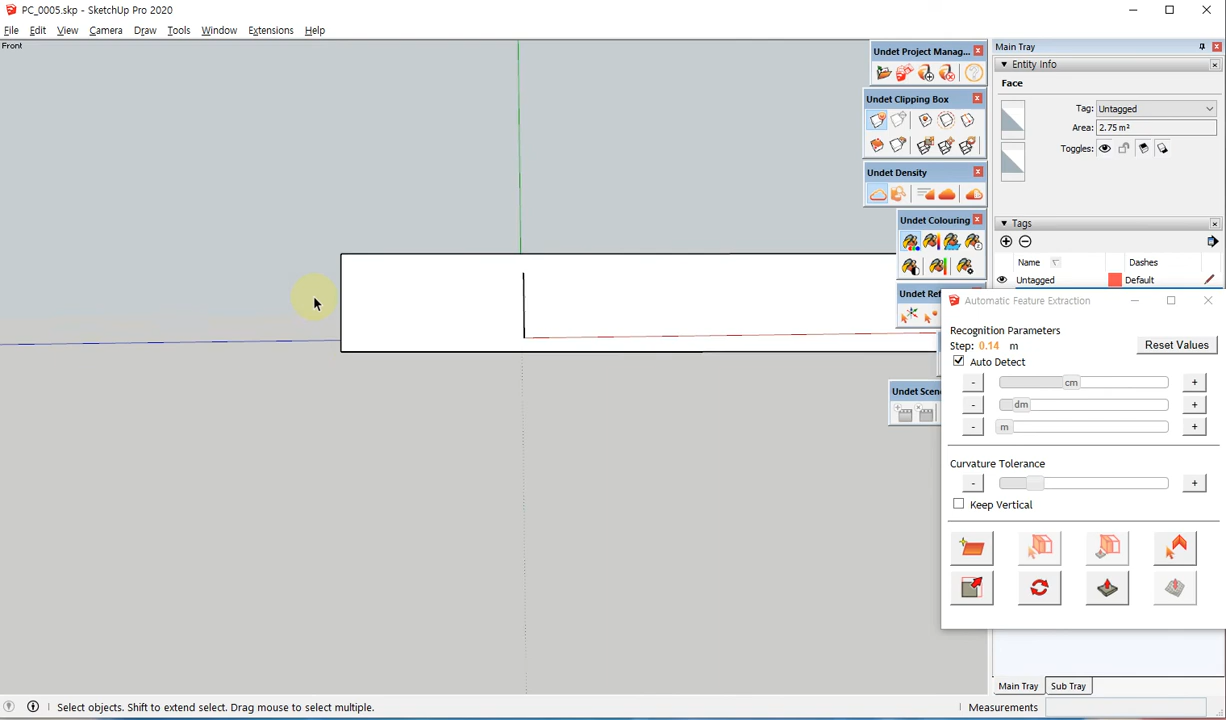 PC_0005.skp - SketchUp Pro 2020
File Edit View Camera Draw Tools Window Extensions Help
Front
Undet Project Manag...
Undet Clipping Box
Undet Density
Undet Colouring
Undet Ref
Undet Scen
Main Tray
Entity Info
Face
Tag: Untagged
Area: 2.75 m²
Toggles:
Tags
Name Dashes
Untagged Default
Automatic Feature Extraction
Recognition Parameters
Step: 0.14 m
Reset Values
Auto Detect
- cm +
- dm +
- m +
Curvature Tolerance
- +
Keep Vertical
Main Tray Sub Tray
Select objects. Shift to extend select. Drag mouse to select multiple.
Measurements